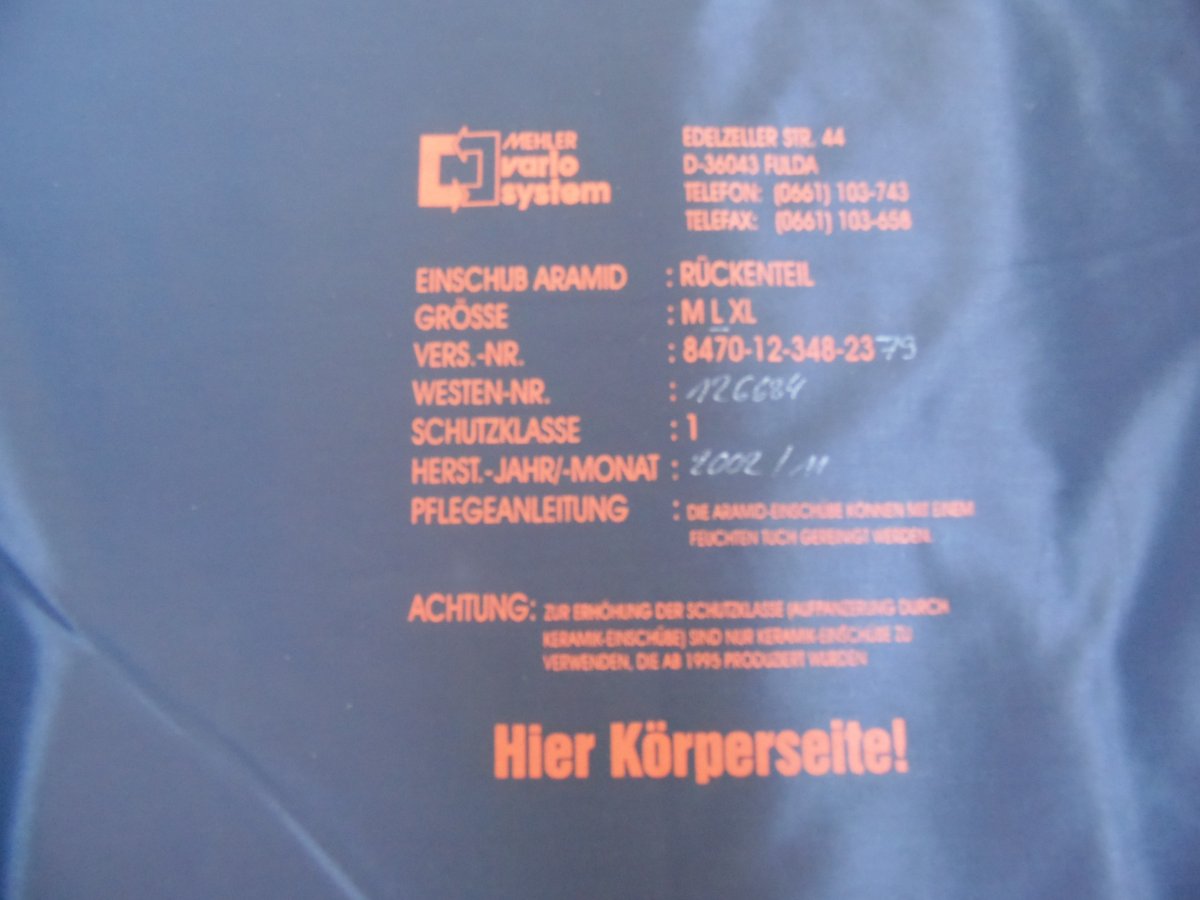 MEHLER
vario
system
EDELZELLER STR. 44
D-36043 FULDA
TELEFON: (0661) 103-743
TELEFAX: (0661) 103-658
EINSCHUB ARAMID : RÜCKENTEIL
GRÖSSE : M L XL
VERS.-NR. : 8470-12-348-2379
WESTEN-NR. : 126684
SCHUTZKLASSE : 1
HERST.-JAHR/-MONAT : 2002/11
PFLEGEANLEITUNG : DIE ARAMID-EINSCHÜBE KÖNNEN MIT EINEM
FEUCHTEN TUCH GEREINIGT WERDEN.
ACHTUNG: ZUR ERHÖHUNG DER SCHUTZKLASSE (AUFPANZERUNG DURCH
KERAMIK-EINSCHÜBE) SIND NUR KERAMIK-EINSCHÜBE ZU
VERWENDEN, DIE AB 1995 PRODUZIERT WURDEN
Hier Körperseite!